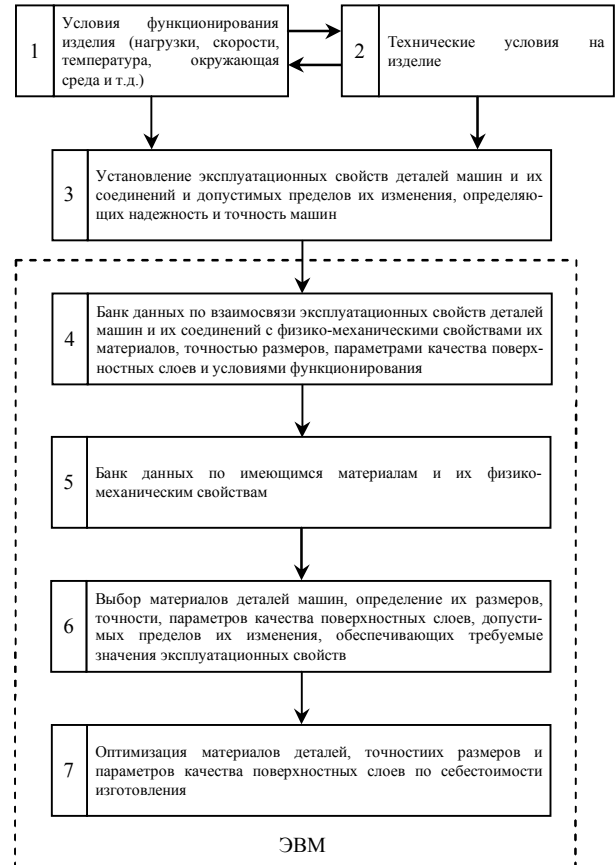 1
Условия функционирования
изделия (нагрузки, скорости,
температура, окружающая
среда и т.д.)
2
Технические условия на
изделие
3
Установление эксплуатационных свойств деталей машин и их
соединений и допустимых пределов их изменения, определяю-
щих надежность и точность машин
4
Банк данных по взаимосвязи эксплуатационных свойств деталей
машин и их соединений с физико-механическими свойствами их
материалов, точностью размеров, параметрами качества поверх-
ностных слоев и условиями функционирования
5
Банк данных по имеющимся материалам и их физико-
механическим свойствам
6
Выбор материалов деталей машин, определение их размеров,
точности, параметров качества поверхностных слоев, допусти-
мых пределов их изменения, обеспечивающих требуемые
значения эксплуатационных свойств
7
Оптимизация материалов деталей, точностиих размеров и
параметров качества поверхностных слоев по себестоимости
изготовления
ЭВМ